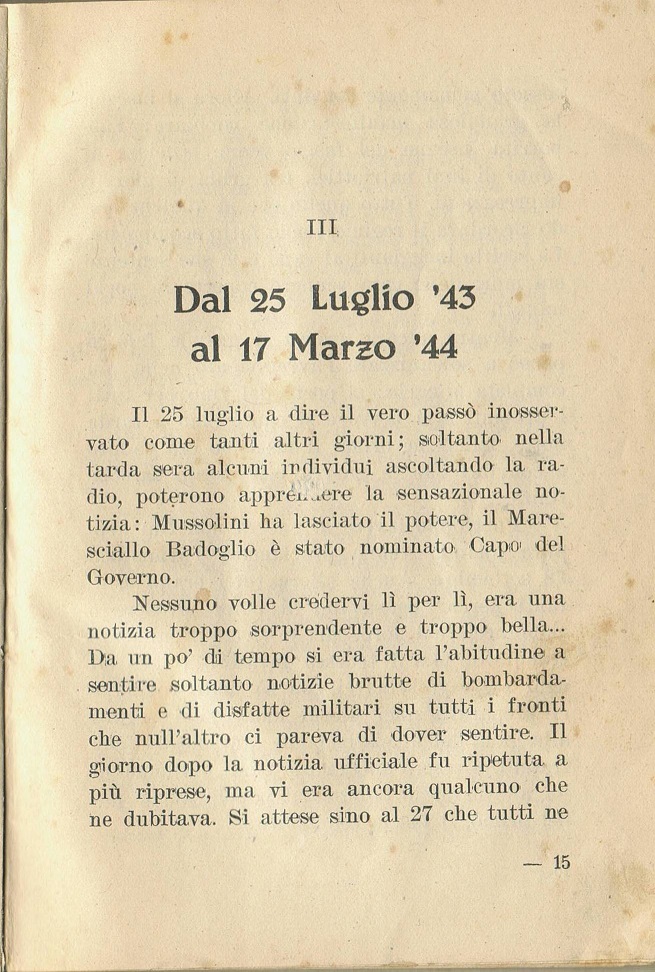 III
Dal 25 Luglio '43
al 17 Marzo '44
Il 25 luglio a dire il vero passò inosser-
vato come tanti altri giorni; soltanto nella
tarda sera alcuni individui ascoltando la ra-
dio, poterono apprendere la sensazionale no-
tizia: Mussolini ha lasciato il potere, il Mare-
sciallo Badoglio è stato nominato Capo del
Governo.
Nessuno volle credervi lì per lì, era una
notizia troppo sorprendente e troppo bella...
Da un po' di tempo si era fatta l'abitudine a
sentire soltanto notizie brutte di bombarda-
menti e di disfatte militari su tutti i fronti
che null'altro ci pareva di dover sentire. Il
giorno dopo la notizia ufficiale fu ripetuta a
più riprese, ma vi era ancora qualcuno che
ne dubitava. Si attese sino al 27 che tutti ne
— 15